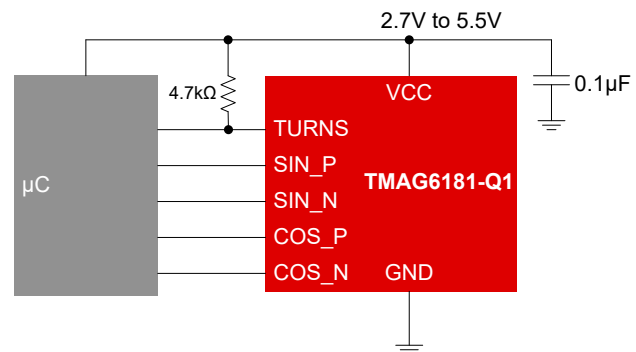 2.7V to 5.5V
0.1µF
4.7kΩ
VCC
TURNS
SIN_P
TMAG6181-Q1
µC
SIN_N
COS_P
COS_N
GND